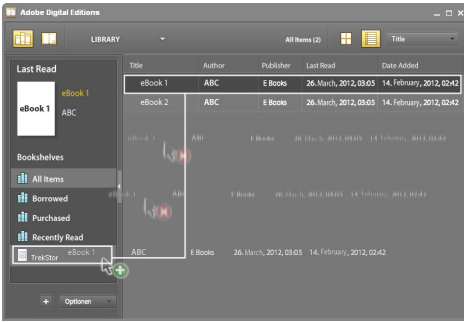 Adobe Digital Editions
LIBRARY
All Items (2)
Title
Last Read
eBook 1
eBook 1
ABC
Bookshelves
All Items
Borrowed
Purchased
Recently Read
TrekStor
Optionen
Title Author Publisher Last Read Date Added
eBook 1 ABC E Books 26. March, 2012, 03:05 14. February, 2012, 02:42
eBook 2 ABC E Books 26. March, 2012, 03:05 14. February, 2012, 02:42
eBook 1 ABC E Books 26. March, 2012, 03:05 14. February, 2012, 02:42